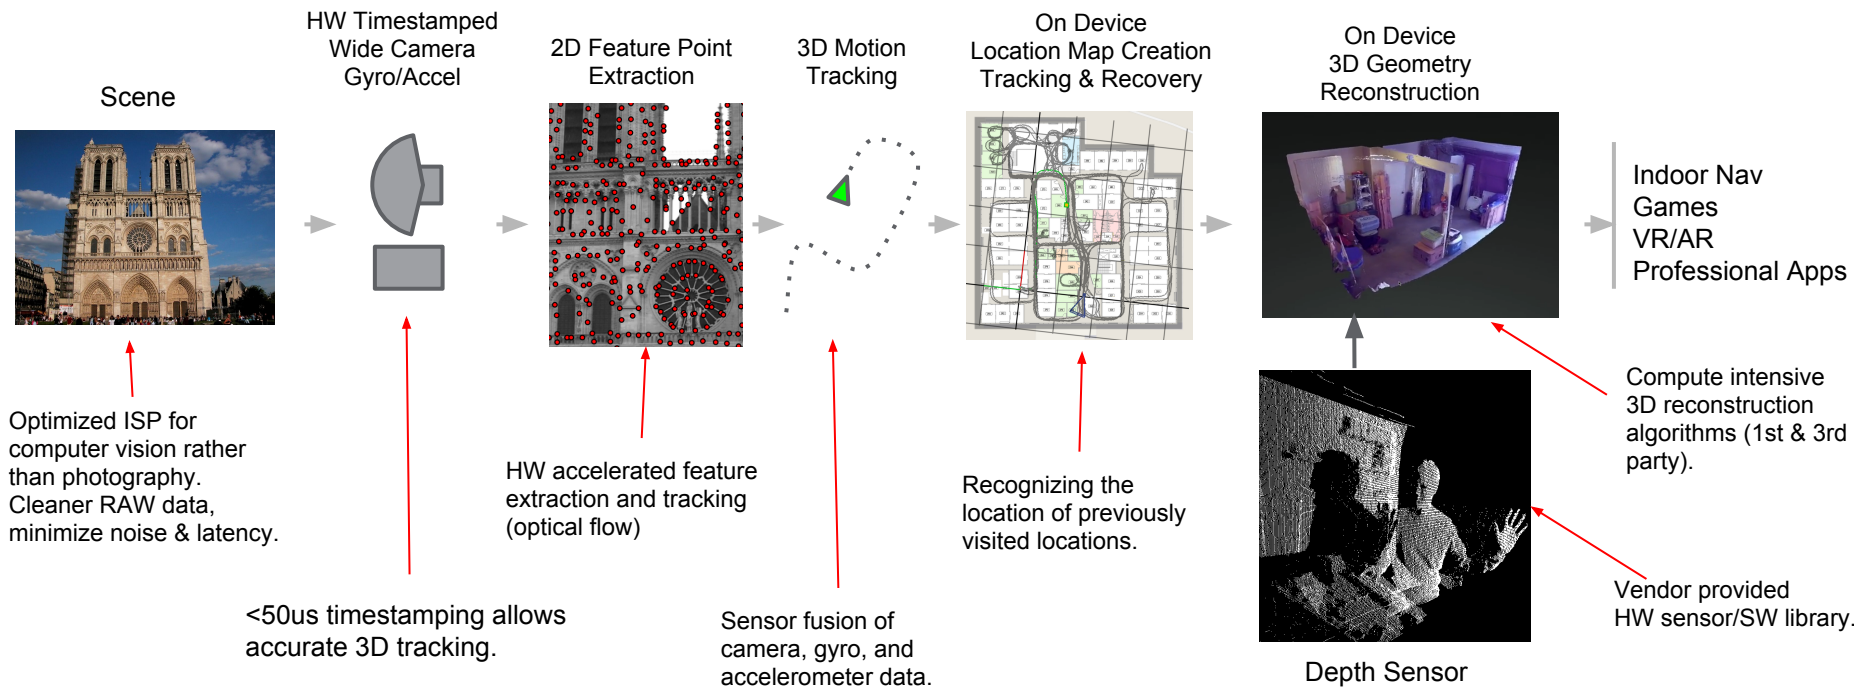 Scene
HW Timestamped
Wide Camera
Gyro/Accel
2D Feature Point
Extraction
3D Motion
Tracking
On Device
Location Map Creation
Tracking & Recovery
On Device
3D Geometry
Reconstruction
Indoor Nav
Games
VR/AR
Professional Apps
Optimized ISP for
computer vision rather
than photography.
Cleaner RAW data,
minimize noise & latency.
<50us timestamping allows
accurate 3D tracking.
HW accelerated feature
extraction and tracking
(optical flow)
Sensor fusion of
camera, gyro, and
accelerometer data.
Recognizing the
location of previously
visited locations.
Compute intensive
3D reconstruction
algorithms (1st & 3rd
party).
Vendor provided
HW sensor/SW library.
Depth Sensor